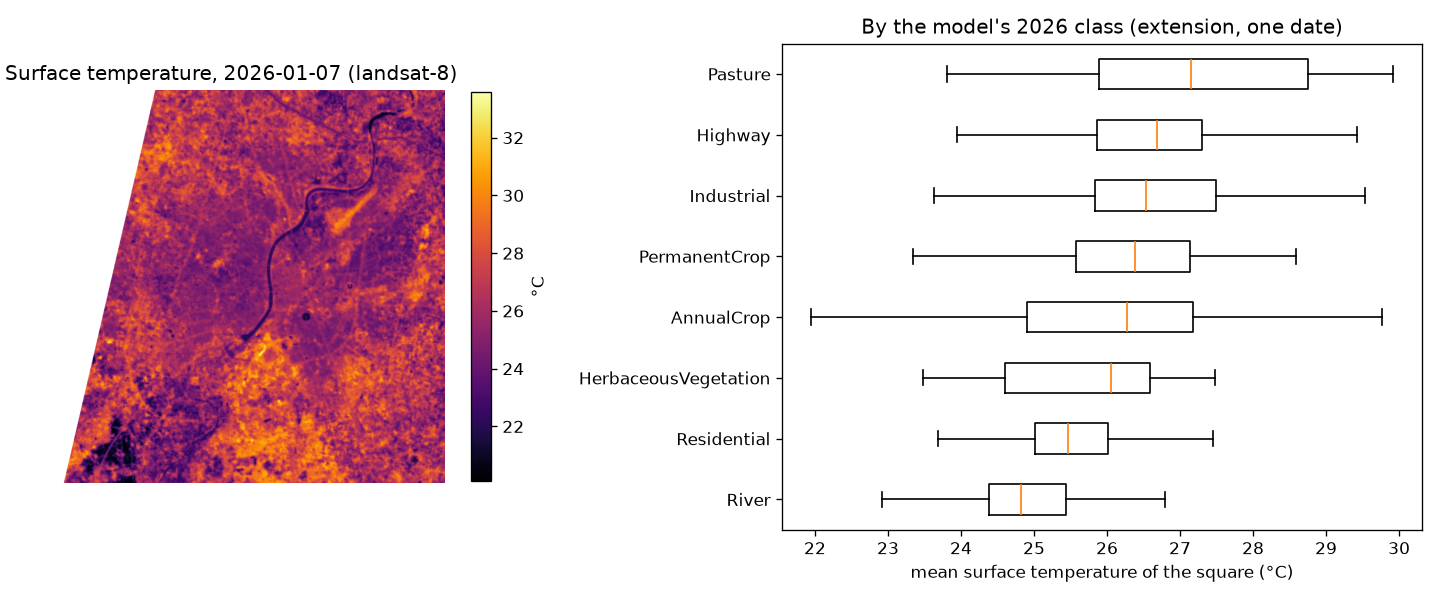 Surface temperature, 2026-01-07 (landsat-8)
32
30
28
26
24
22
°C
By the model's 2026 class (extension, one date)
Pasture
Highway
Industrial
PermanentCrop
AnnualCrop
HerbaceousVegetation
Residential
River
22 23 24 25 26 27 28 29 30
mean surface temperature of the square (°C)